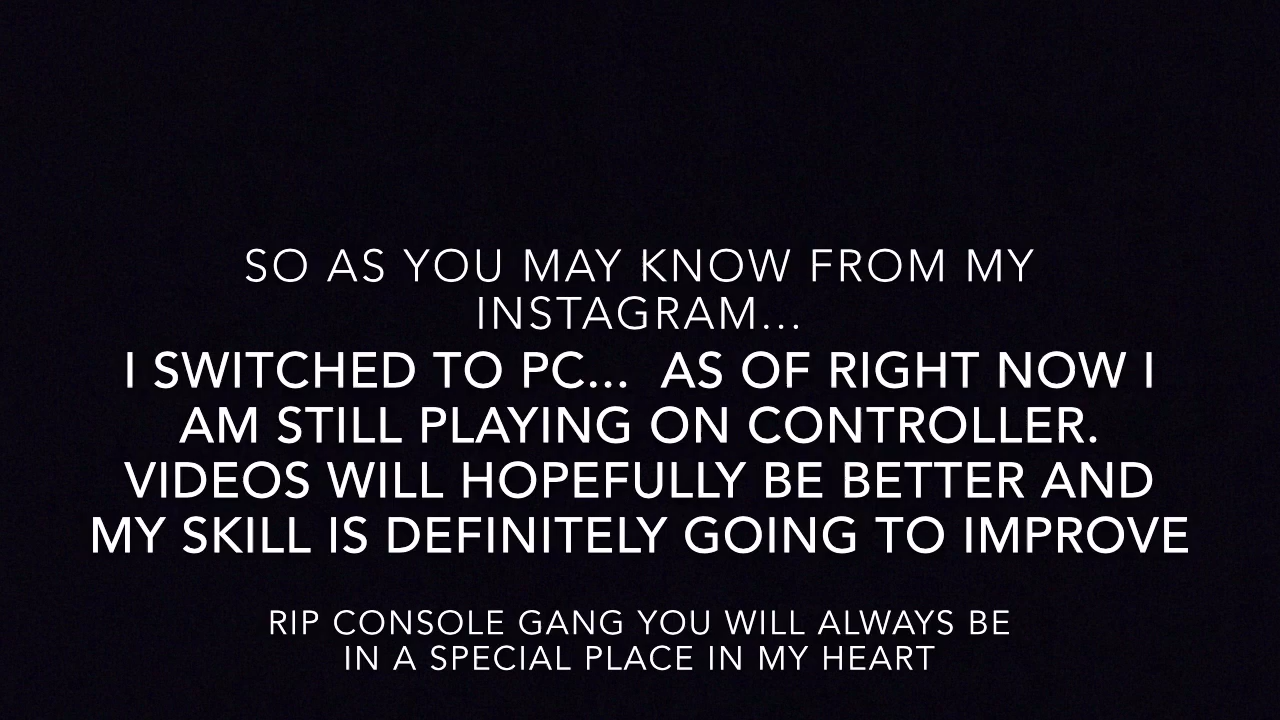 SO AS YOU MAY KNOW FROM MY
INSTAGRAM...
I SWITCHED TO PC...  AS OF RIGHT NOW I
AM STILL PLAYING ON CONTROLLER.
VIDEOS WILL HOPEFULLY BE BETTER AND
MY SKILL IS DEFINITELY GOING TO IMPROVE
RIP CONSOLE GANG YOU WILL ALWAYS BE
IN A SPECIAL PLACE IN MY HEART